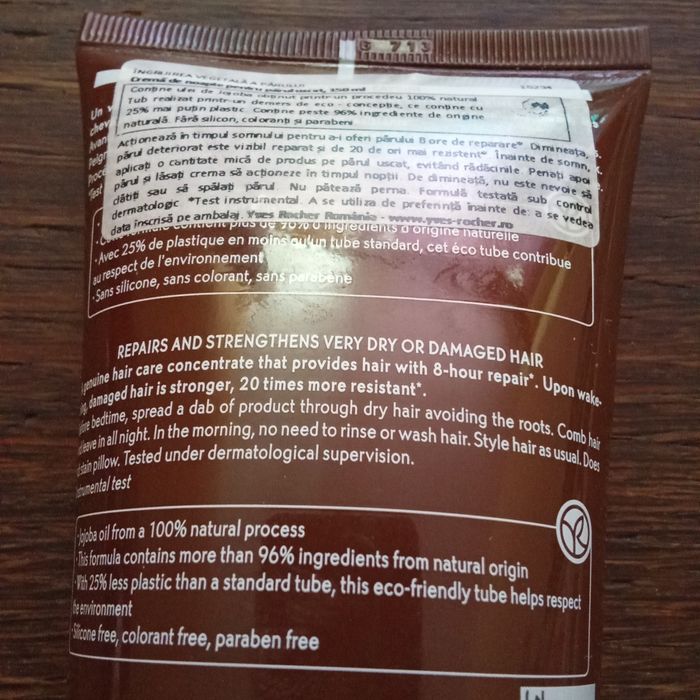 713
ÎNGRIJIREA VEGETALĂ A PĂRULUI
Cremă de noapte pentru părul uscat, 150 ml
Conține ulei de jojoba obținut printr-un procedeu 100% natural
Tub realizat printr-un demers de eco - concepție, ce conține cu
25% mai puțin plastic. Conține peste 96% ingrediente de origine
naturală. Fără silicon, coloranți și parabeni
Acționează în timpul somnului pentru a-i oferi părului 8 ore de reparare* Dimineața,
părul deteriorat este vizibil reparat și de 20 de ori mai rezistent* Înainte de somn,
aplicați o cantitate mică de produs pe părul uscat, evitând rădăcinile. Penați apoi
părul și lăsați crema să acționeze în timpul nopții. De dimineață, nu este nevoie să
clătiți sau să spălați părul. Nu pătează perna. Formulă testată sub control
dermatologic *Test instrumental. A se utiliza de preferință înainte de: a se vedea
data înscrisă pe ambalaj. Yves Rocher România - www.yves-rocher.ro
contient plus de 96% d'ingrédients d'origine naturelle
· Avec 25% de plastique en moins qu'un tube standard, cet éco tube contribue
au respect de l'environnement
· Sans silicone, sans colorant, sans parabène
REPAIRS AND STRENGTHENS VERY DRY OR DAMAGED HAIR
genuine hair care concentrate that provides hair with 8-hour repair*. Upon wake-
damaged hair is stronger, 20 times more resistant*.
bedtime, spread a dab of product through dry hair avoiding the roots. Comb hair
leave in all night. In the morning, no need to rinse or wash hair. Style hair as usual. Does
stain pillow. Tested under dermatological supervision.
test
· Jojoba oil from a 100% natural process
· This formula contains more than 96% ingredients from natural origin
· With 25% less plastic than a standard tube, this eco-friendly tube helps respect
the environment
· Silicone free, colorant free, paraben free